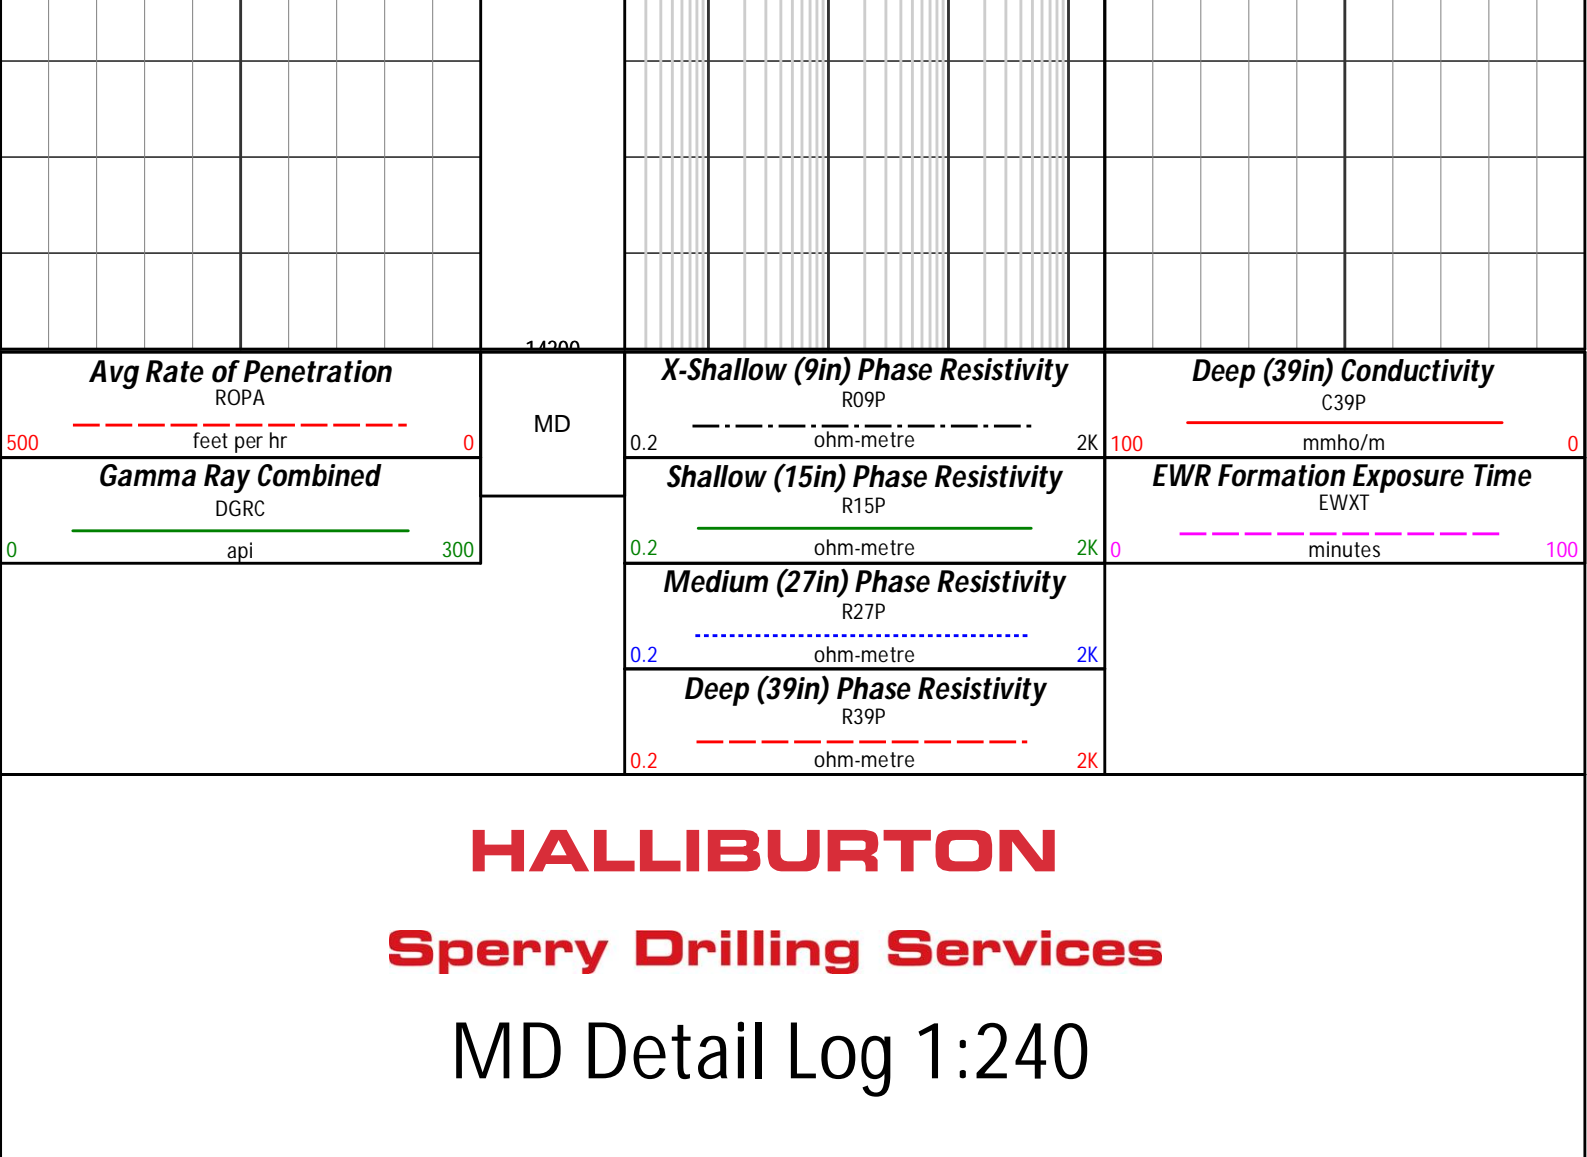 Avg Rate of Penetration
ROPA
500 feet per hr 0
Gamma Ray Combined
DGRC
0 api 300
MD
X-Shallow (9in) Phase Resistivity
R09P
0.2 ohm-metre 2K
Shallow (15in) Phase Resistivity
R15P
0.2 ohm-metre 2K
Medium (27in) Phase Resistivity
R27P
0.2 ohm-metre 2K
Deep (39in) Phase Resistivity
R39P
0.2 ohm-metre 2K
Deep (39in) Conductivity
C39P
100 mmho/m 0
EWR Formation Exposure Time
EWXT
0 minutes 100
HALLIBURTON
Sperry Drilling Services
MD Detail Log 1:240